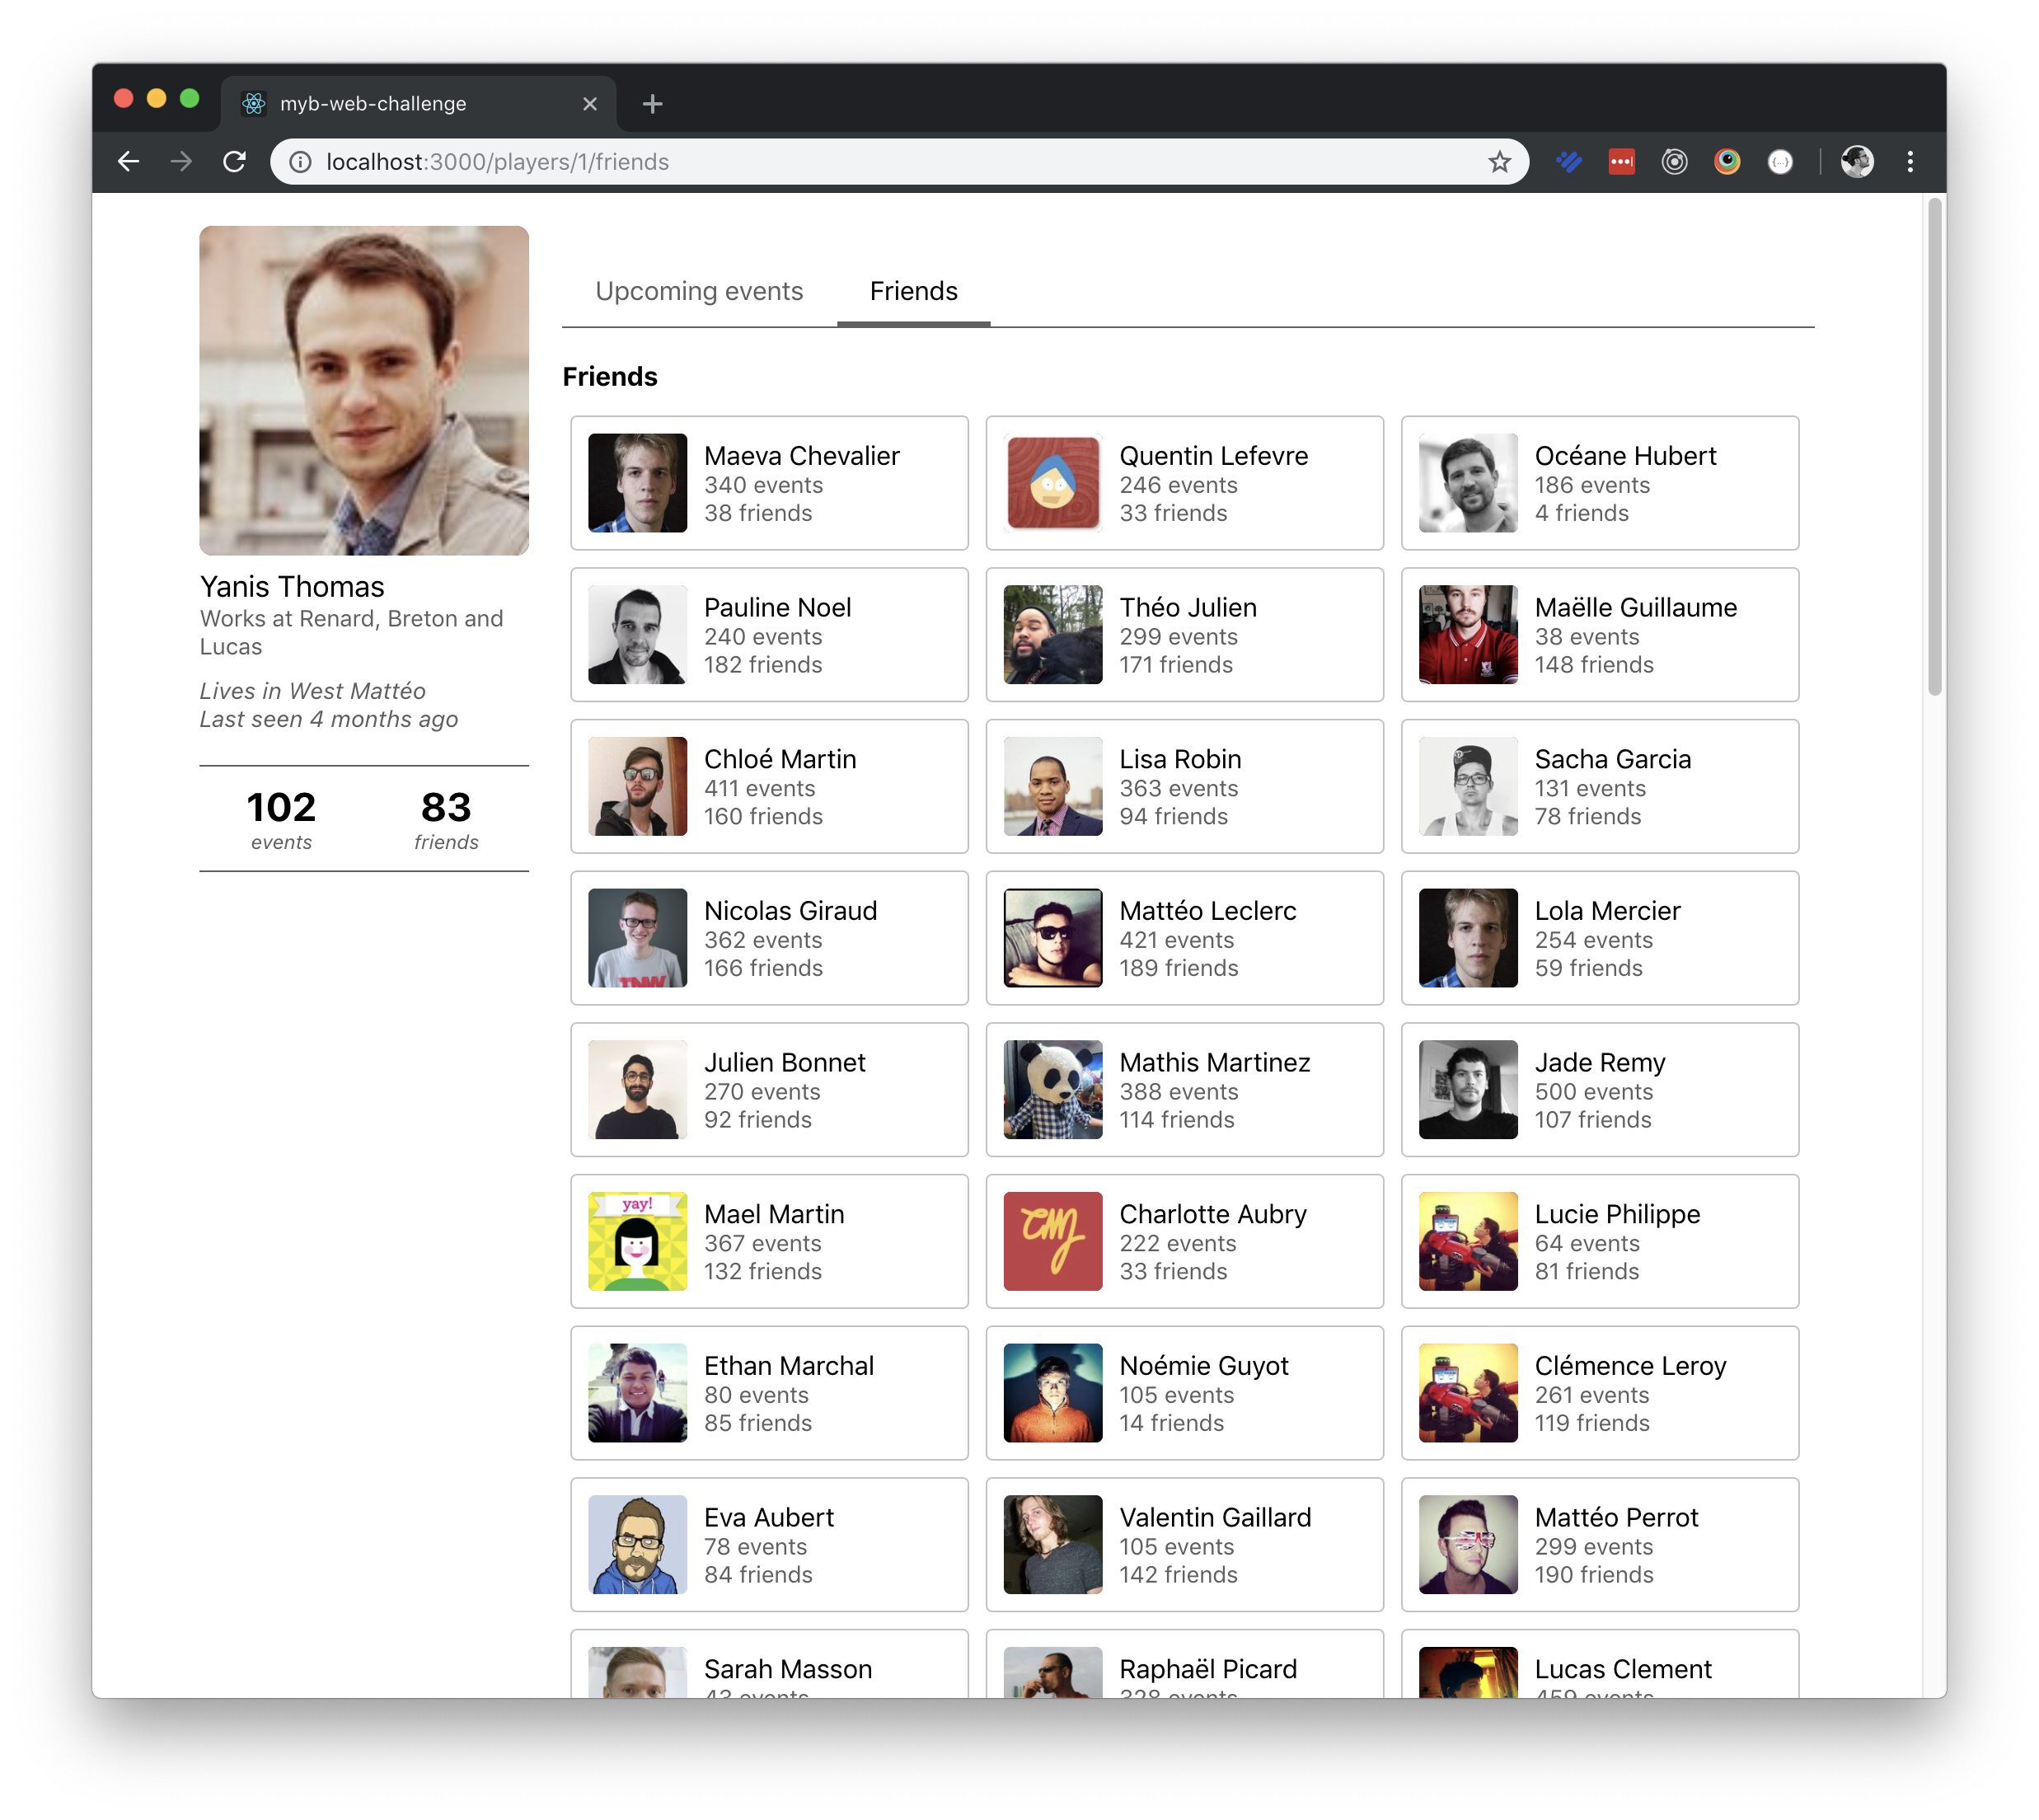 myb-web-challenge
localhost:3000/players/1/friends
Yanis Thomas
Works at Renard, Breton and
Lucas
Lives in West Mattéo
Last seen 4 months ago
102 83
events friends
Upcoming events Friends
Friends
Maeva Chevalier
340 events
38 friends
Quentin Lefevre
246 events
33 friends
Océane Hubert
186 events
4 friends
Pauline Noel
240 events
182 friends
Théo Julien
299 events
171 friends
Maëlle Guillaume
38 events
148 friends
Chloé Martin
411 events
160 friends
Lisa Robin
363 events
94 friends
Sacha Garcia
131 events
78 friends
Nicolas Giraud
362 events
166 friends
TNW
Mattéo Leclerc
421 events
189 friends
Lola Mercier
254 events
59 friends
Julien Bonnet
270 events
92 friends
Mathis Martinez
388 events
114 friends
Jade Remy
500 events
107 friends
yay!
Mael Martin
367 events
132 friends
Charlotte Aubry
222 events
33 friends
Lucie Philippe
64 events
81 friends
Ethan Marchal
80 events
85 friends
Noémie Guyot
105 events
14 friends
Clémence Leroy
261 events
119 friends
Eva Aubert
78 events
84 friends
Valentin Gaillard
105 events
142 friends
Mattéo Perrot
299 events
190 friends
Sarah Masson
43 events
Raphaël Picard
328 events
Lucas Clement
459 events